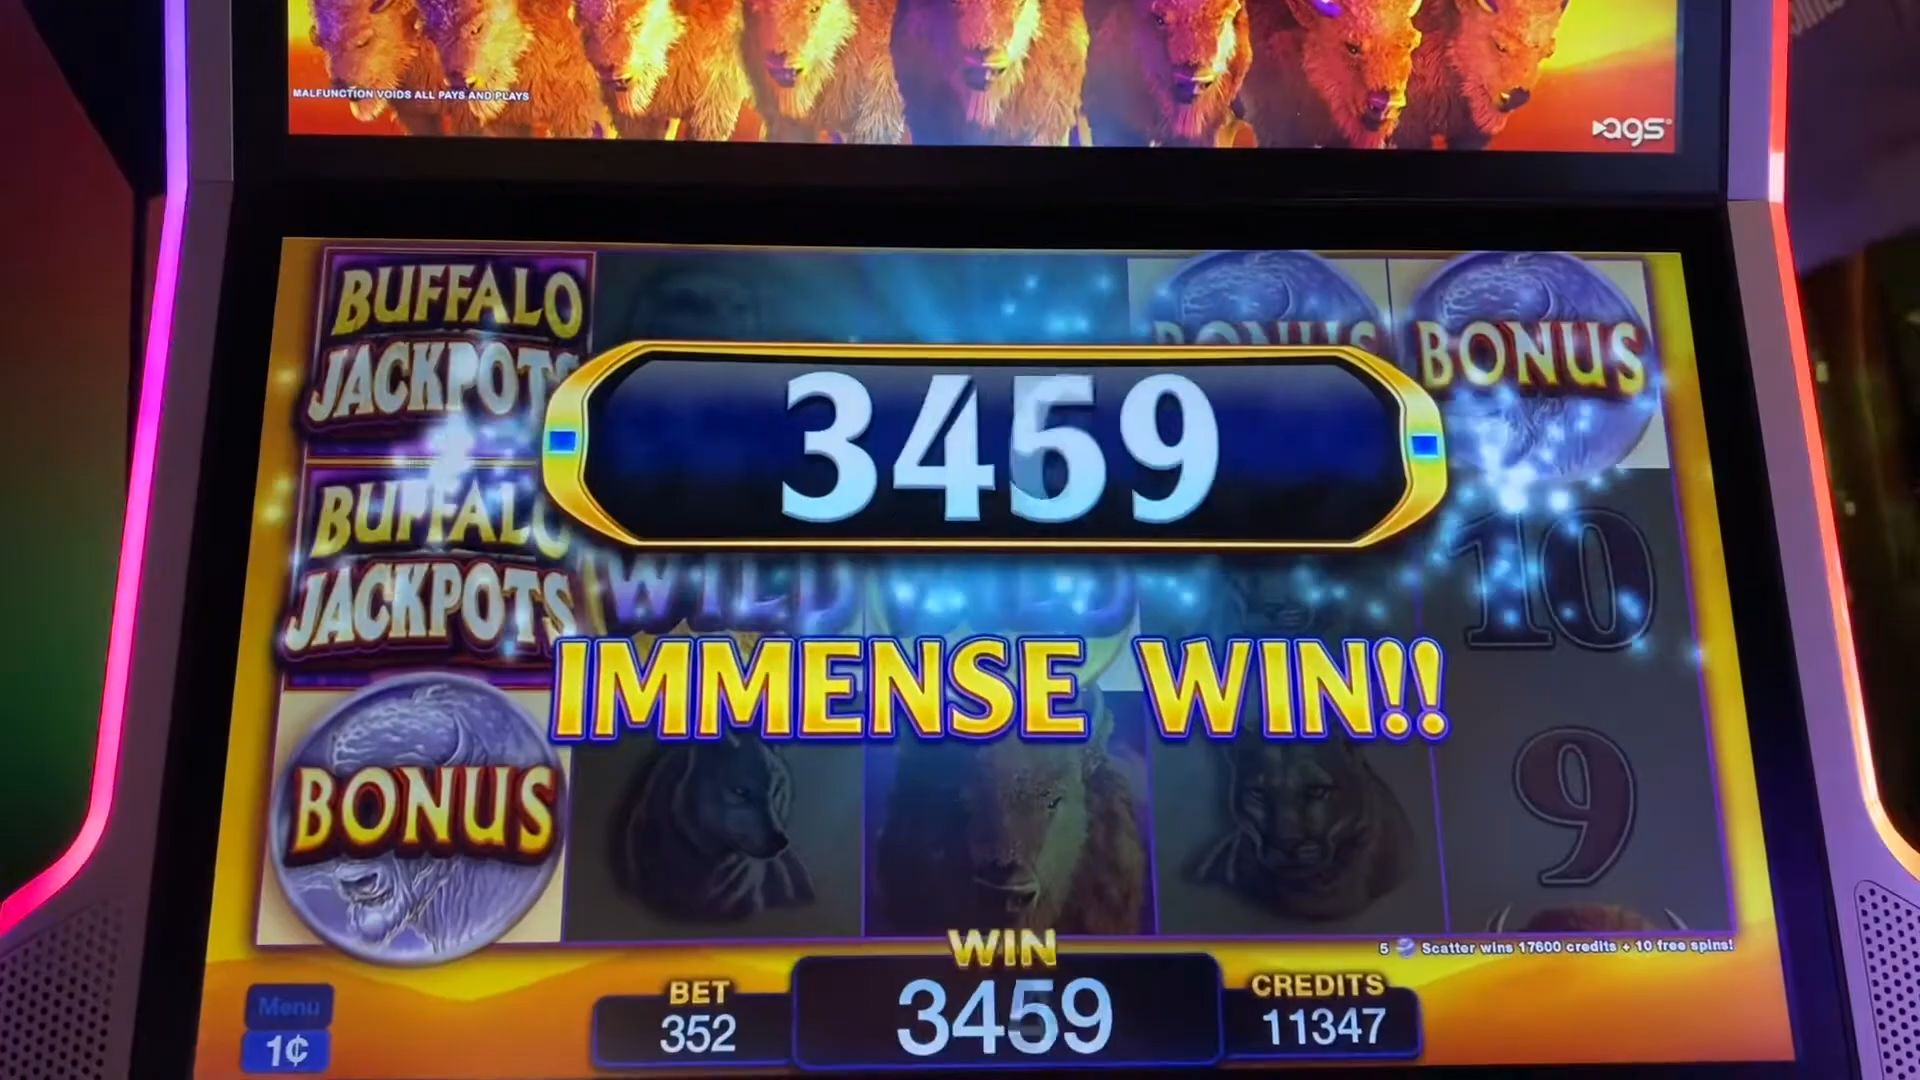 MALFUNCTION VOIDS ALL PAYS AND PLAYS
ags
BUFFALO
JACKPOTS
BONUS
BONUS
3459
BUFFALO
JACKPOTS
WILD
WILD
10
IMMENSE WIN!!
BONUS
9
5 Scatter wins 17600 credits + 10 free spins!
WIN
3459
BET
352
CREDITS
11347
Menu
1¢